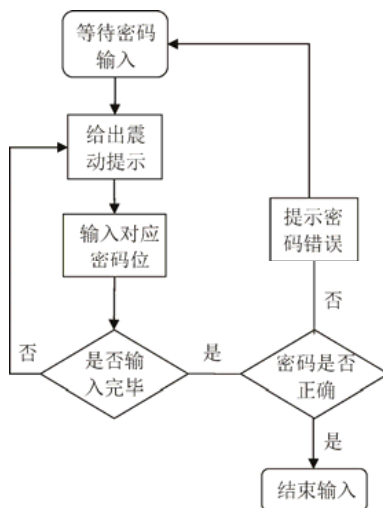 等待密码
输入
给出震
动提示
输入对应
密码位
提示密
码错误
否
否
是否输
入完毕
是
密码是否
正确
是
结束输入